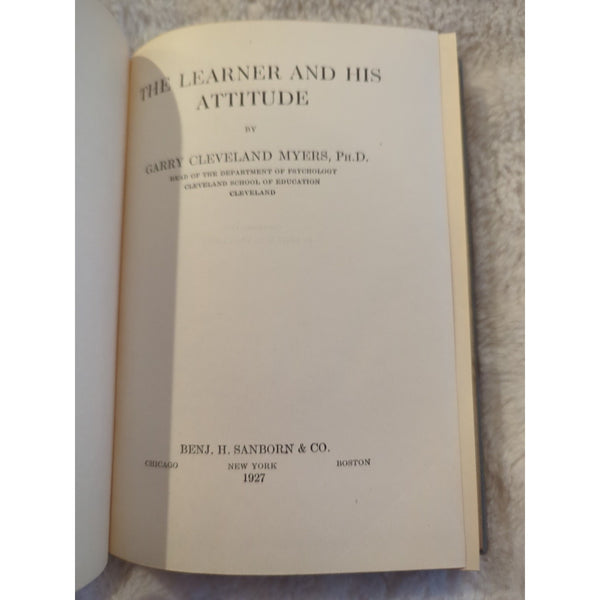 THE LEARNER AND HIS
ATTITUDE
BY
GARRY CLEVELAND MYERS, PH.D.
HEAD OF THE DEPARTMENT OF PSYCHOLOGY
CLEVELAND SCHOOL OF EDUCATION
CLEVELAND
BENJ. H. SANBORN & CO.
CHICAGO NEW YORK BOSTON
1927